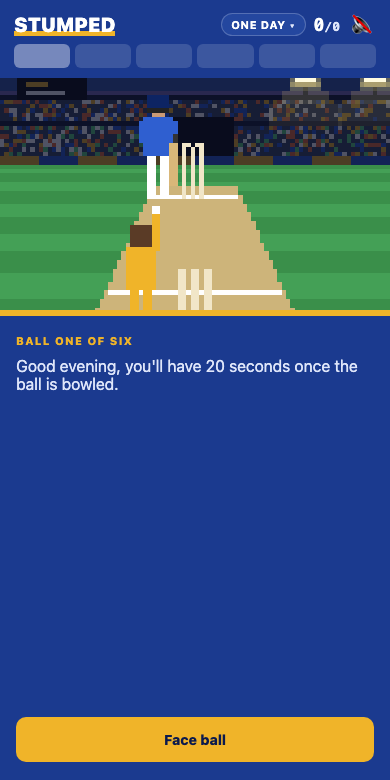 STUMPED
ONE DAY ▾
0/0
BALL ONE OF SIX
Good evening, you'll have 20 seconds once the
ball is bowled.
Face ball